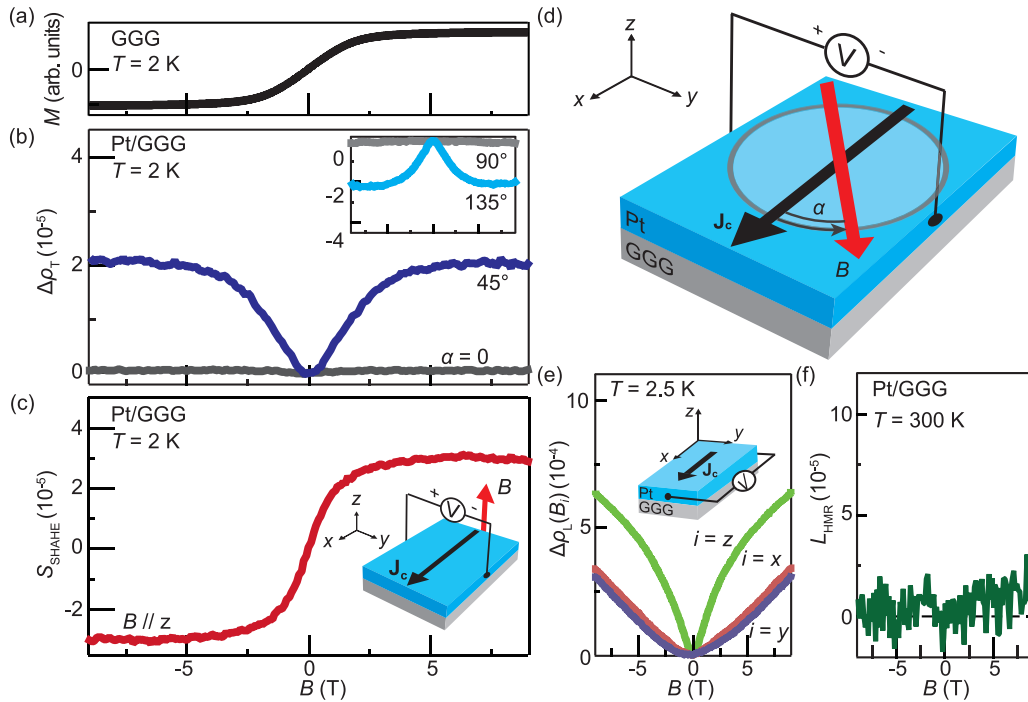 (a)
GGG
T = 2 K
M (arb. units)
0
(b)
Pt/GGG
T = 2 K
Δρ_T (10⁻⁵)
4
2
0
0
-2
-4
90°
135°
45°
α = 0
(c)
Pt/GGG
T = 2 K
S_SHAHE (10⁻⁵)
2
0
-2
B // z
z
x
y
+
V
-
B
J_c
-5
0
5
B (T)
(d)
z
x
y
+
V
-
α
J_c
B
Pt
GGG
(e)
T = 2.5 K
Δρ_L(B_i) (10⁻⁴)
10
5
0
z
y
x
J_c
Pt
GGG
V
i = z
i = x
i = y
-5
0
5
B (T)
(f)
Pt/GGG
T = 300 K
L_HMR (10⁻⁵)
10
5
0
-5
0
5
B (T)